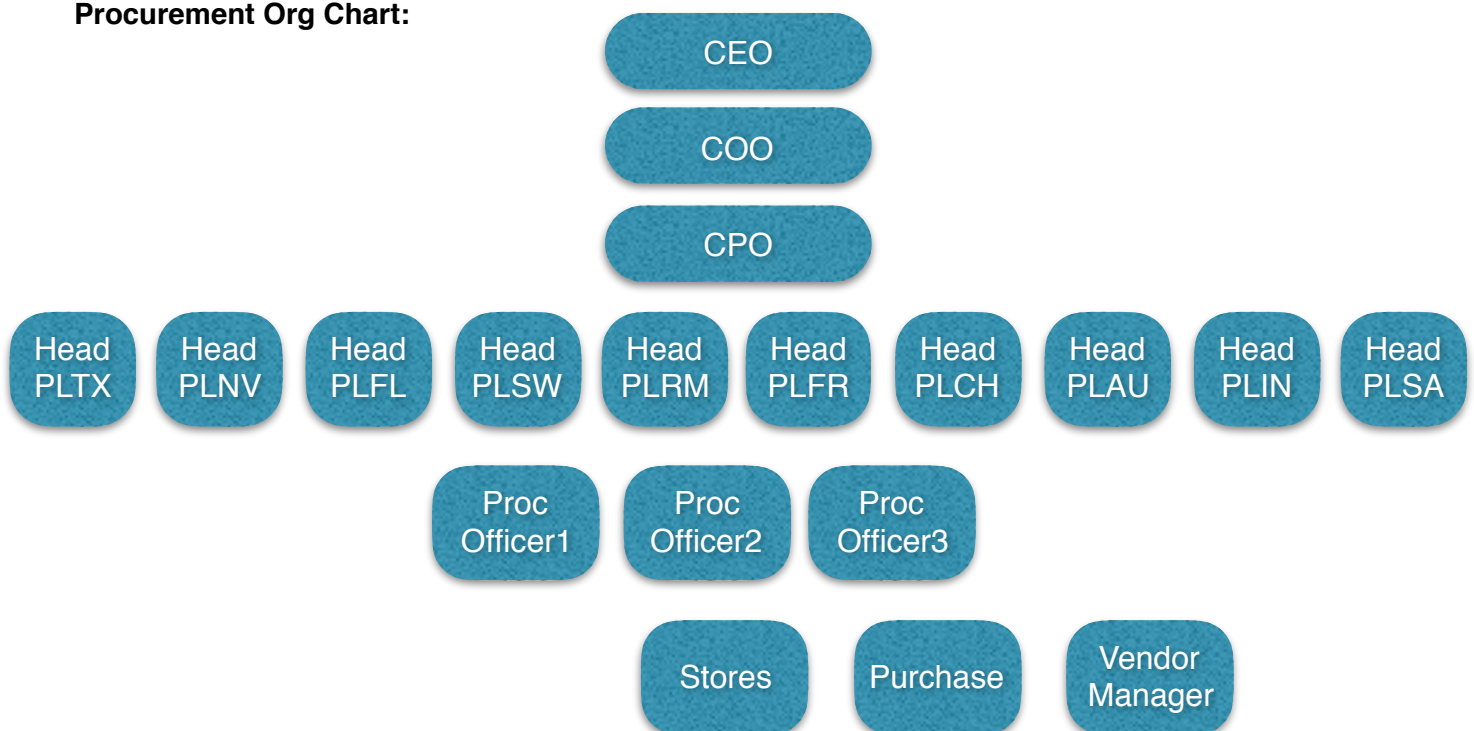 Procurement Org Chart:
CEO
COO
CPO
Head
PLTX
Head
PLNV
Head
PLFL
Head
PLSW
Head
PLRM
Head
PLFR
Head
PLCH
Head
PLAU
Head
PLIN
Head
PLSA
Proc
Officer1
Proc
Officer2
Proc
Officer3
Stores
Purchase
Vendor
Manager